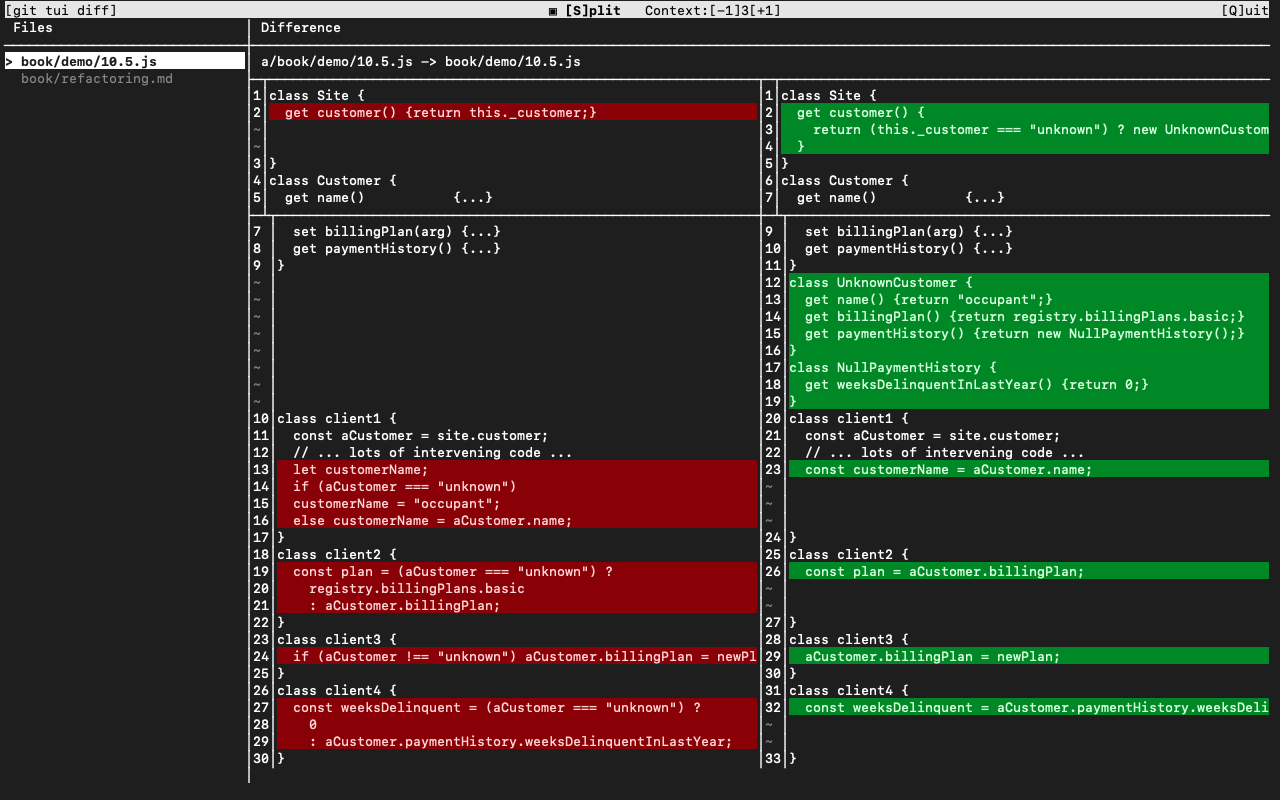 [git tui diff] ▣ [S]plit Context:[-1]3[+1] [Q]uit
Files
> book/demo/10.5.js
book/refactoring.md
Difference
a/book/demo/10.5.js -> book/demo/10.5.js
1 class Site {
2   get customer() {return this._customer;}
~
~
3 }
4 class Customer {
5   get name()           {...}
7   set billingPlan(arg) {...}
8   get paymentHistory() {...}
9 }
~
~
~
~
~
~
~
~
10 class client1 {
11   const aCustomer = site.customer;
12   // ... lots of intervening code ...
13   let customerName;
14   if (aCustomer === "unknown")
15   customerName = "occupant";
16   else customerName = aCustomer.name;
17 }
18 class client2 {
19   const plan = (aCustomer === "unknown") ?
20     registry.billingPlans.basic
21     : aCustomer.billingPlan;
22 }
23 class client3 {
24   if (aCustomer !== "unknown") aCustomer.billingPlan = newPl
25 }
26 class client4 {
27   const weeksDelinquent = (aCustomer === "unknown") ?
28     0
29     : aCustomer.paymentHistory.weeksDelinquentInLastYear;
30 }
1 class Site {
2   get customer() {
3     return (this._customer === "unknown") ? new UnknownCustom
4   }
5 }
6 class Customer {
7   get name()           {...}
9   set billingPlan(arg) {...}
10   get paymentHistory() {...}
11 }
12 class UnknownCustomer {
13   get name() {return "occupant";}
14   get billingPlan() {return registry.billingPlans.basic;}
15   get paymentHistory() {return new NullPaymentHistory();}
16 }
17 class NullPaymentHistory {
18   get weeksDelinquentInLastYear() {return 0;}
19 }
20 class client1 {
21   const aCustomer = site.customer;
22   // ... lots of intervening code ...
23   const customerName = aCustomer.name;
~
~
~
24 }
25 class client2 {
26   const plan = aCustomer.billingPlan;
~
~
27 }
28 class client3 {
29   aCustomer.billingPlan = newPlan;
30 }
31 class client4 {
32   const weeksDelinquent = aCustomer.paymentHistory.weeksDeli
~
~
33 }